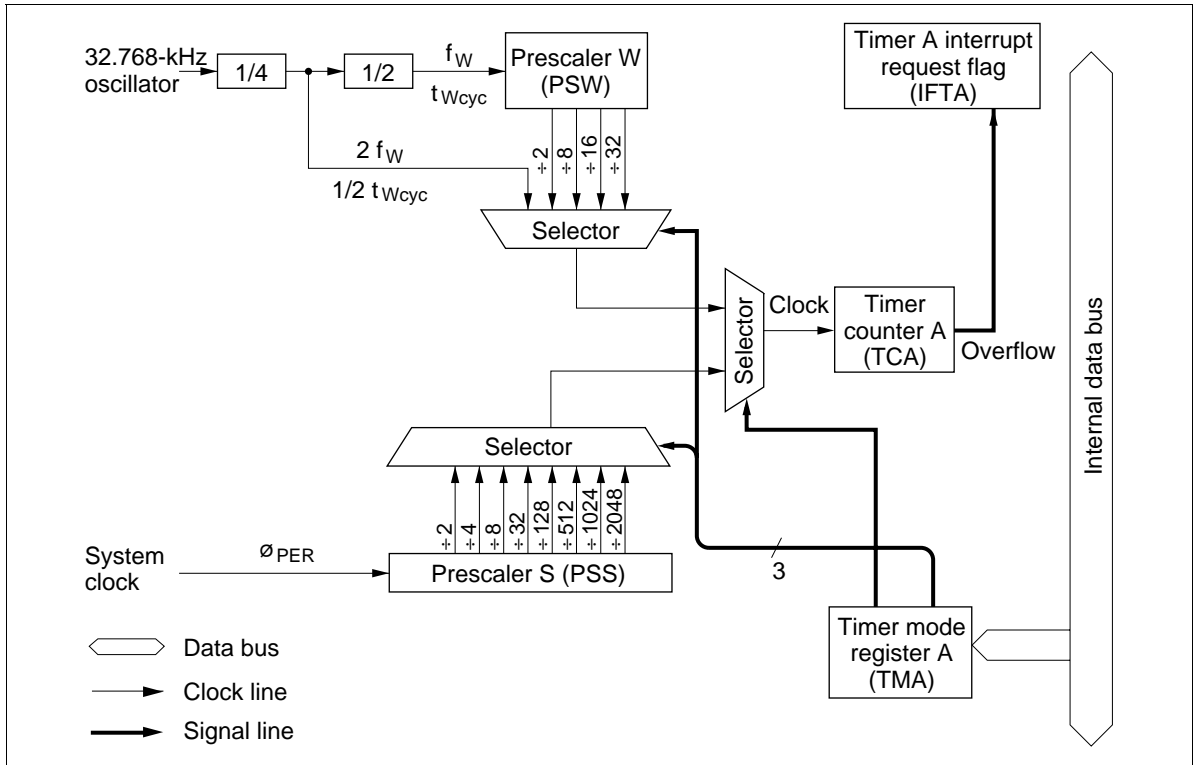 32.768-kHz
oscillator
1/4
1/2
fW
tWcyc
Prescaler W
(PSW)
2 fW
1/2 tWcyc
÷2
÷8
÷16
÷32
Selector
Timer A interrupt
request flag
(IFTA)
Selector
Clock
Timer
counter A
(TCA)
Overflow
Internal data bus
Selector
÷2
÷4
÷8
÷32
÷128
÷512
÷1024
÷2048
System
clock
øPER
Prescaler S (PSS)
3
Timer mode
register A
(TMA)
Data bus
Clock line
Signal line